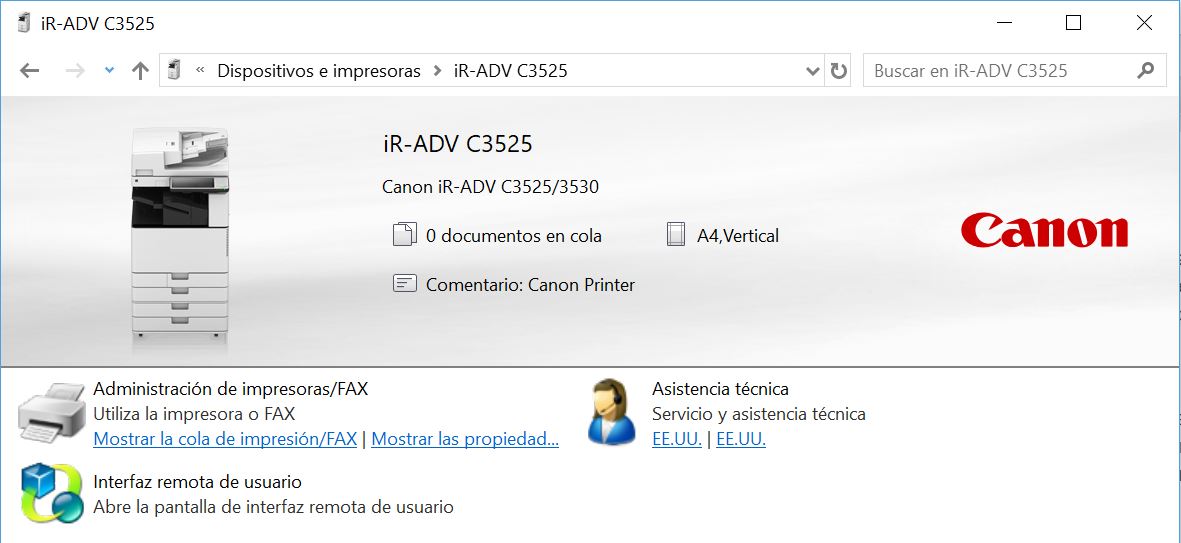 iR-ADV C3525
« Dispositivos e impresoras > iR-ADV C3525
Buscar en iR-ADV C3525
iR-ADV C3525
Canon iR-ADV C3525/3530
0 documentos en cola
A4,Vertical
Canon
Comentario: Canon Printer
Administración de impresoras/FAX
Utiliza la impresora o FAX
Mostrar la cola de impresión/FAX | Mostrar las propiedad...
Asistencia técnica
Servicio y asistencia técnica
EE.UU. | EE.UU.
Interfaz remota de usuario
Abre la pantalla de interfaz remota de usuario